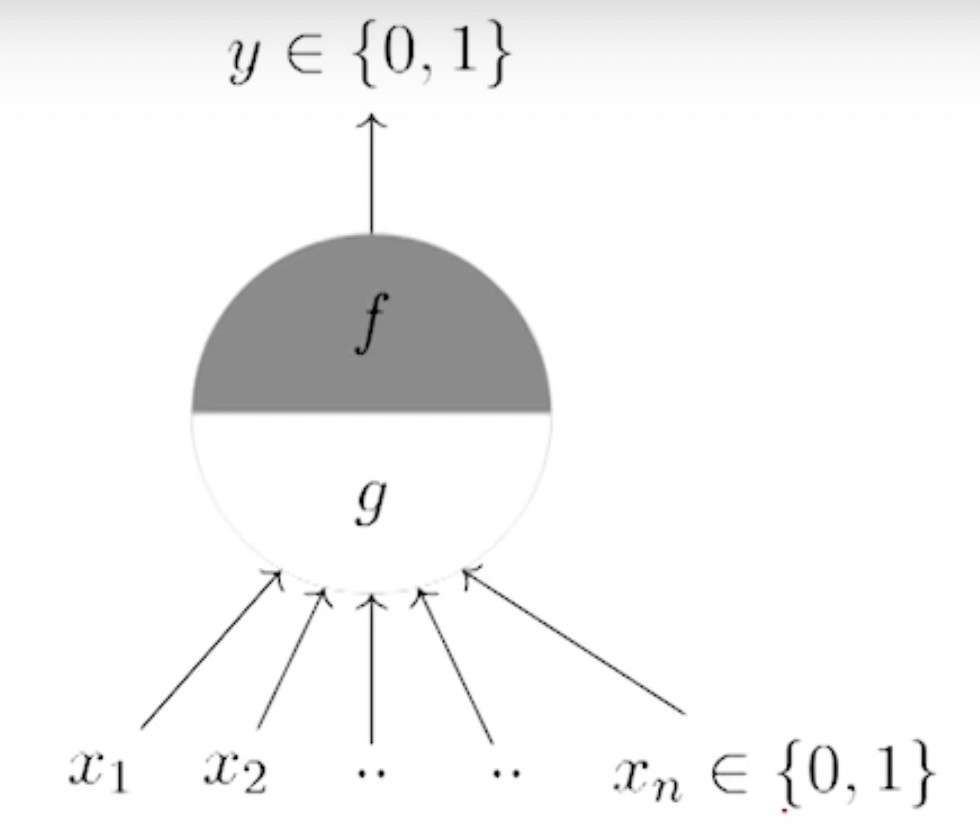 y ∈ {0, 1}
f
g
x₁ x₂ .. .. xₙ ∈ {0, 1}